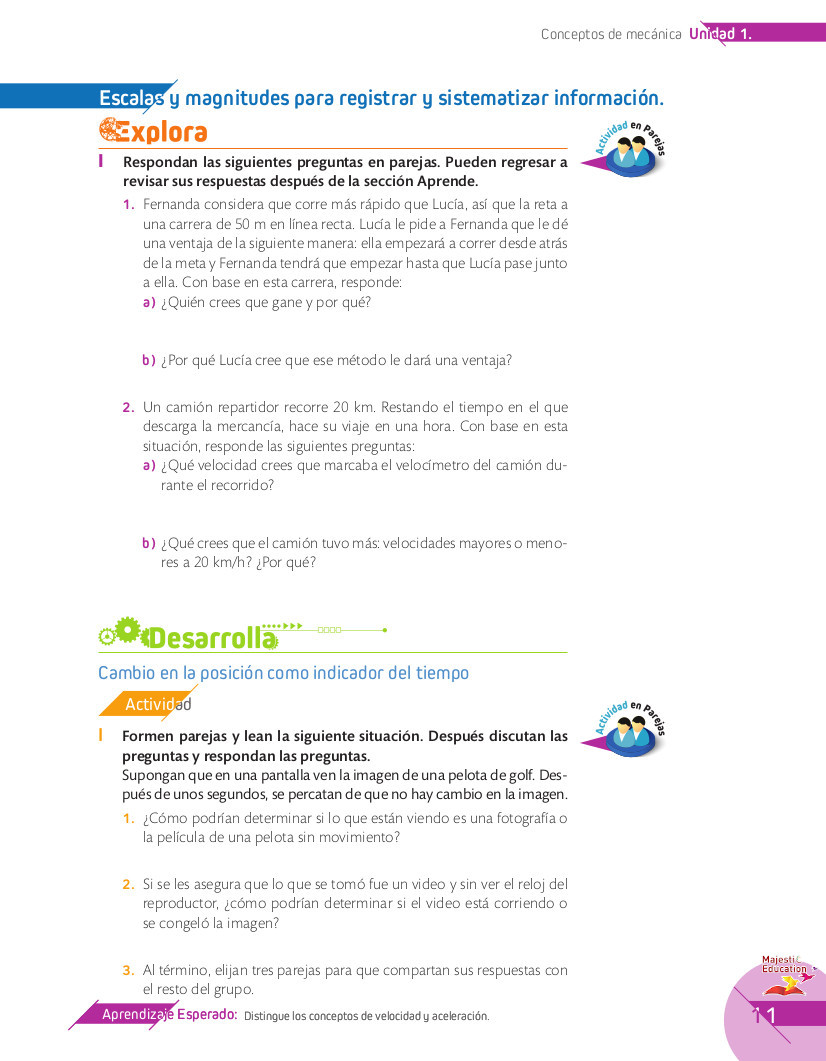 Conceptos de mecánica Unidad 1.
Escalas y magnitudes para registrar y sistematizar información.
Explora
Actividad en Parejas
I Respondan las siguientes preguntas en parejas. Pueden regresar a
revisar sus respuestas después de la sección Aprende.
1. Fernanda considera que corre más rápido que Lucía, así que la reta a
una carrera de 50 m en línea recta. Lucía le pide a Fernanda que le dé
una ventaja de la siguiente manera: ella empezará a correr desde atrás
de la meta y Fernanda tendrá que empezar hasta que Lucía pase junto
a ella. Con base en esta carrera, responde:
a) ¿Quién crees que gane y por qué?
b) ¿Por qué Lucía cree que ese método le dará una ventaja?
2. Un camión repartidor recorre 20 km. Restando el tiempo en el que
descarga la mercancía, hace su viaje en una hora. Con base en esta
situación, responde las siguientes preguntas:
a) ¿Qué velocidad crees que marcaba el velocímetro del camión du-
rante el recorrido?
b) ¿Qué crees que el camión tuvo más: velocidades mayores o meno-
res a 20 km/h? ¿Por qué?
Desarrolla
Cambio en la posición como indicador del tiempo
Actividad
Actividad en Parejas
I Formen parejas y lean la siguiente situación. Después discutan las
preguntas y respondan las preguntas.
Supongan que en una pantalla ven la imagen de una pelota de golf. Des-
pués de unos segundos, se percatan de que no hay cambio en la imagen.
1. ¿Cómo podrían determinar si lo que están viendo es una fotografía o
la película de una pelota sin movimiento?
2. Si se les asegura que lo que se tomó fue un video y sin ver el reloj del
reproductor, ¿cómo podrían determinar si el video está corriendo o
se congeló la imagen?
3. Al término, elijan tres parejas para que compartan sus respuestas con
el resto del grupo.
Majestic
Education
Aprendizaje Esperado: Distingue los conceptos de velocidad y aceleración.
11